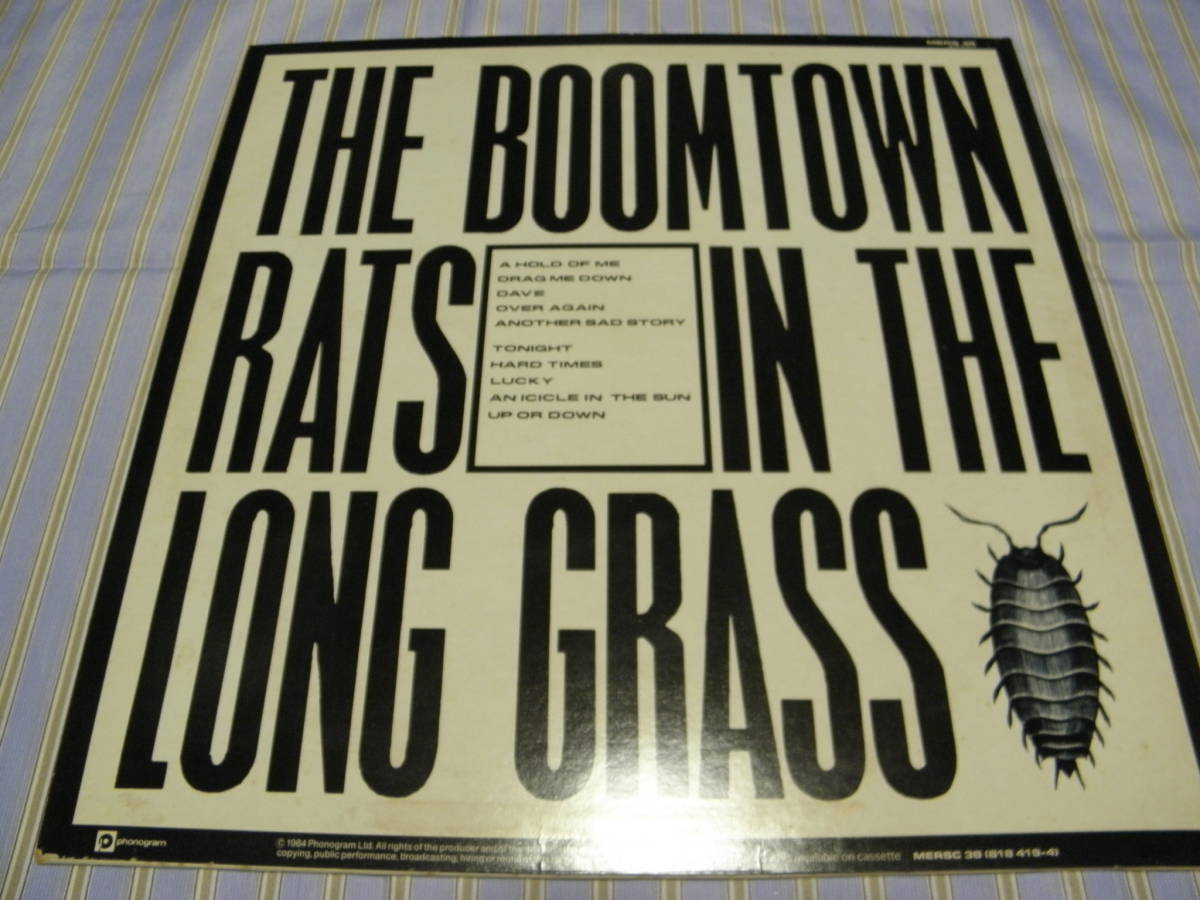 THE BOOMTOWN
RATS IN THE
LONG GRASS
A HOLD OF ME
DRAG ME DOWN
DAVE
OVER AGAIN
ANOTHER SAD STORY
TONIGHT
HARD TIMES
LUCKY
AN ICICLE IN THE SUN
UP OR DOWN
phonogram
© 1984 Phonogram Ltd. All rights of the producer and of the
copying, public performance, broadcasting, hiring or
available on cassette MERSC 38 (818 419-4)